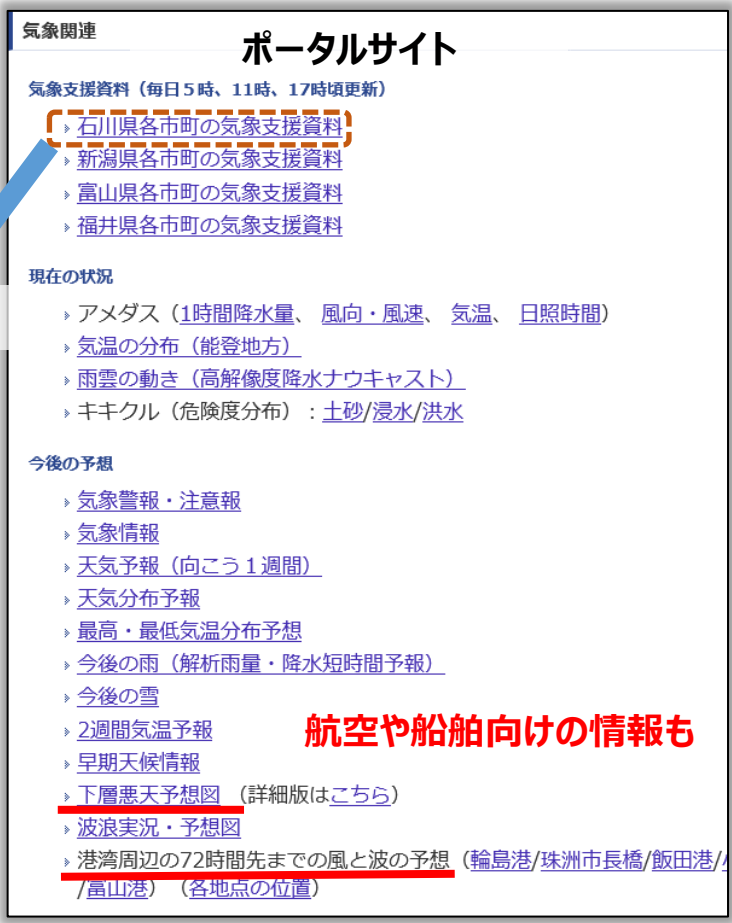 気象関連
ポータルサイト
気象支援資料（毎日５時、11時、17時頃更新）
石川県各市町の気象支援資料
新潟県各市町の気象支援資料
富山県各市町の気象支援資料
福井県各市町の気象支援資料
現在の状況
アメダス（1時間降水量、 風向・風速、 気温、 日照時間）
気温の分布（能登地方）
雨雲の動き（高解像度降水ナウキャスト）
キキクル（危険度分布）：土砂/浸水/洪水
今後の予想
気象警報・注意報
気象情報
天気予報（向こう１週間）
天気分布予報
最高・最低気温分布予想
今後の雨（解析雨量・降水短時間予報）
今後の雪
2週間気温予報
航空や船舶向けの情報も
早期天候情報
下層悪天予想図 （詳細版はこちら）
波浪実況・予想図
港湾周辺の72時間先までの風と波の予想（輪島港/珠洲市長橋/飯田港/
/富山港）（各地点の位置）